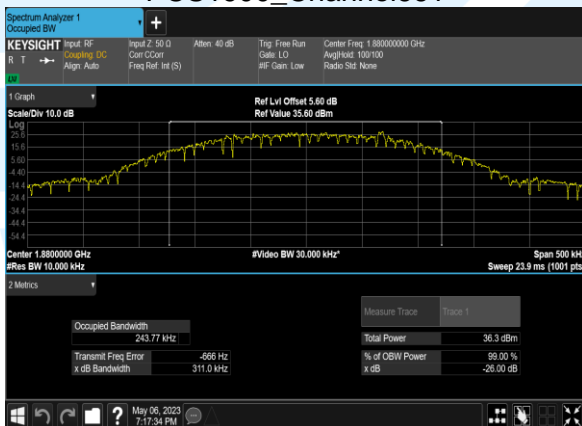 Spectrum Analyzer 1
Occupied BW
+
KEYSIGHT Input: RF Input Z: 50 Ω Atten: 40 dB Trig: Free Run Center Freq: 1.880000000 GHz
R T Coupling: DC Corr CCorr Gate: LO Avg|Hold: 100/100
Align: Auto Freq Ref: Int (S) #IF Gain: Low Radio Std: None
LXI
1 Graph
Ref Lvl Offset 5.60 dB
Scale/Div 10.0 dB Ref Value 35.60 dBm
Log
25.6
15.6
5.60
-4.40
-14.4
-24.4
-34.4
-44.4
-54.4
Center 1.8800000 GHz #Video BW 30.000 kHz* Span 500 kHz
#Res BW 10.000 kHz Sweep 23.9 ms (1001 pts
2 Metrics
Measure Trace Trace 1
Occupied Bandwidth
243.77 kHz Total Power 36.3 dBm
Transmit Freq Error -666 Hz % of OBW Power 99.00 %
x dB Bandwidth 311.0 kHz x dB -26.00 dB
? May 06, 2023
7:17:34 PM